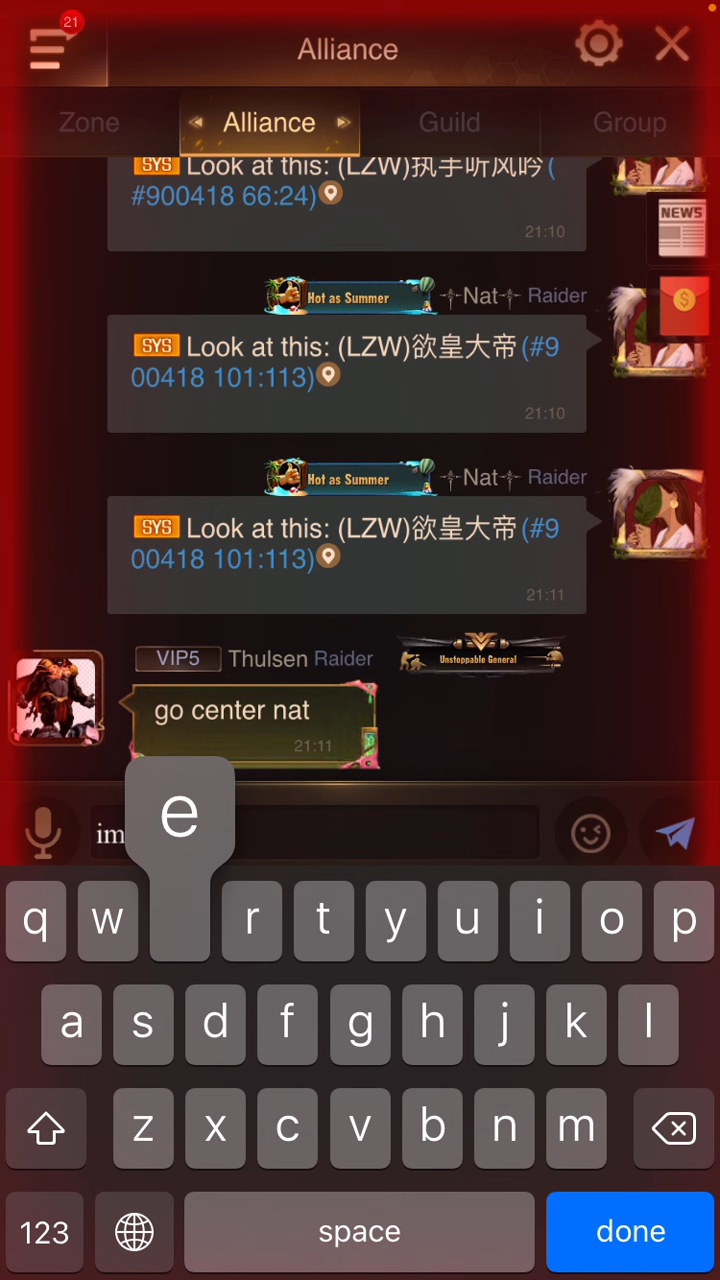 21
Alliance
Zone
Alliance
Guild
Group
SYS Look at this: (LZW)执手听风吟(
#900418 66:24)
21:10
NEWS
Hot as Summer
Nat Raider
SYS Look at this: (LZW)欲皇大帝(#9
00418 101:113)
21:10
Hot as Summer
Nat Raider
SYS Look at this: (LZW)欲皇大帝(#9
00418 101:113)
21:11
VIP5 Thulsen Raider
Unstoppable General
go center nat
21:11
im
e
q w r t y u i o p
a s d f g h j k l
z x c v b n m
123 space done